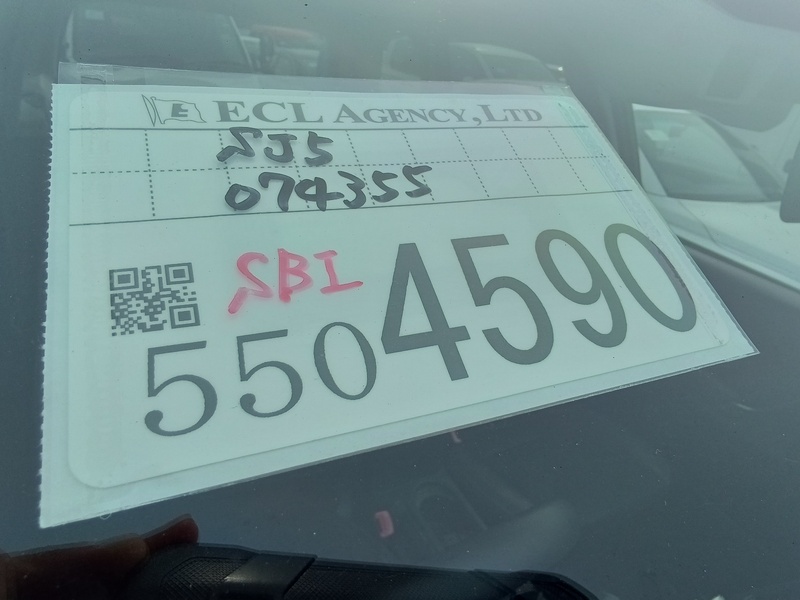 E ECL AGENCY, LTD
SJ5
074355
SBI
5504590